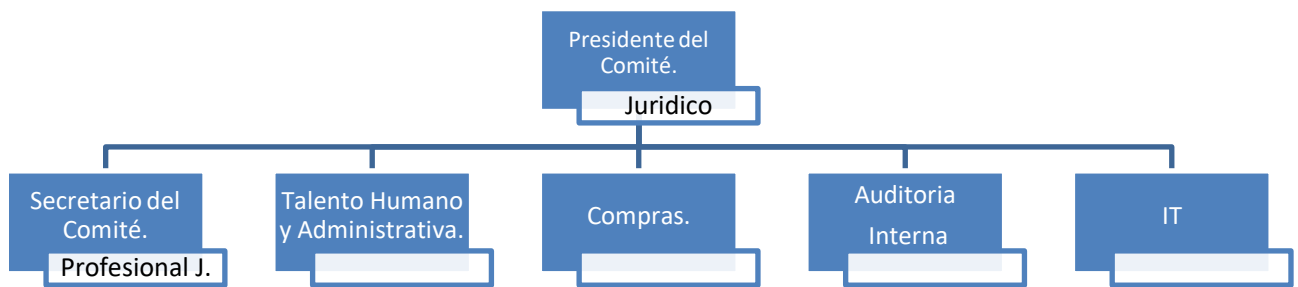 Presidente del
Comité.
Juridico
Secretario del
Comité.
Profesional J.
Talento Humano
y Administrativa.
Compras.
Auditoria
Interna
IT